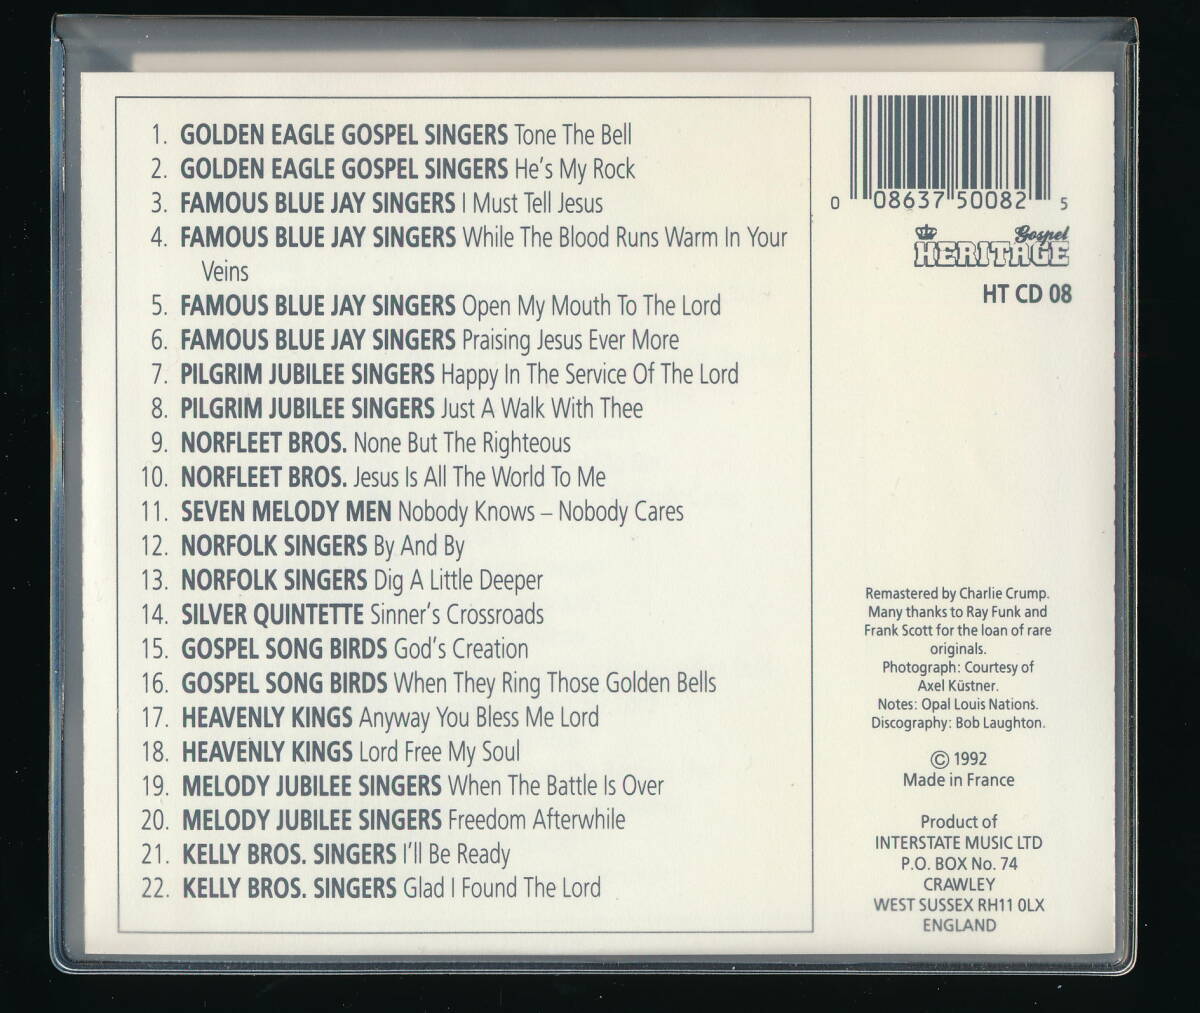 1. GOLDEN EAGLE GOSPEL SINGERS Tone The Bell
2. GOLDEN EAGLE GOSPEL SINGERS He's My Rock
3. FAMOUS BLUE JAY SINGERS I Must Tell Jesus
4. FAMOUS BLUE JAY SINGERS While The Blood Runs Warm In Your
Veins
5. FAMOUS BLUE JAY SINGERS Open My Mouth To The Lord
6. FAMOUS BLUE JAY SINGERS Praising Jesus Ever More
7. PILGRIM JUBILEE SINGERS Happy In The Service Of The Lord
8. PILGRIM JUBILEE SINGERS Just A Walk With Thee
9. NORFLEET BROS. None But The Righteous
10. NORFLEET BROS. Jesus Is All The World To Me
11. SEVEN MELODY MEN Nobody Knows – Nobody Cares
12. NORFOLK SINGERS By And By
13. NORFOLK SINGERS Dig A Little Deeper
14. SILVER QUINTETTE Sinner's Crossroads
15. GOSPEL SONG BIRDS God's Creation
16. GOSPEL SONG BIRDS When They Ring Those Golden Bells
17. HEAVENLY KINGS Anyway You Bless Me Lord
18. HEAVENLY KINGS Lord Free My Soul
19. MELODY JUBILEE SINGERS When The Battle Is Over
20. MELODY JUBILEE SINGERS Freedom Afterwhile
21. KELLY BROS. SINGERS I'll Be Ready
22. KELLY BROS. SINGERS Glad I Found The Lord
0 08637 50082 5
Gospel
HERITAGE
HT CD 08
Remastered by Charlie Crump.
Many thanks to Ray Funk and
Frank Scott for the loan of rare
originals.
Photograph: Courtesy of
Axel Küstner.
Notes: Opal Louis Nations.
Discography: Bob Laughton.
© 1992
Made in France
Product of
INTERSTATE MUSIC LTD
P.O. BOX No. 74
CRAWLEY
WEST SUSSEX RH11 0LX
ENGLAND